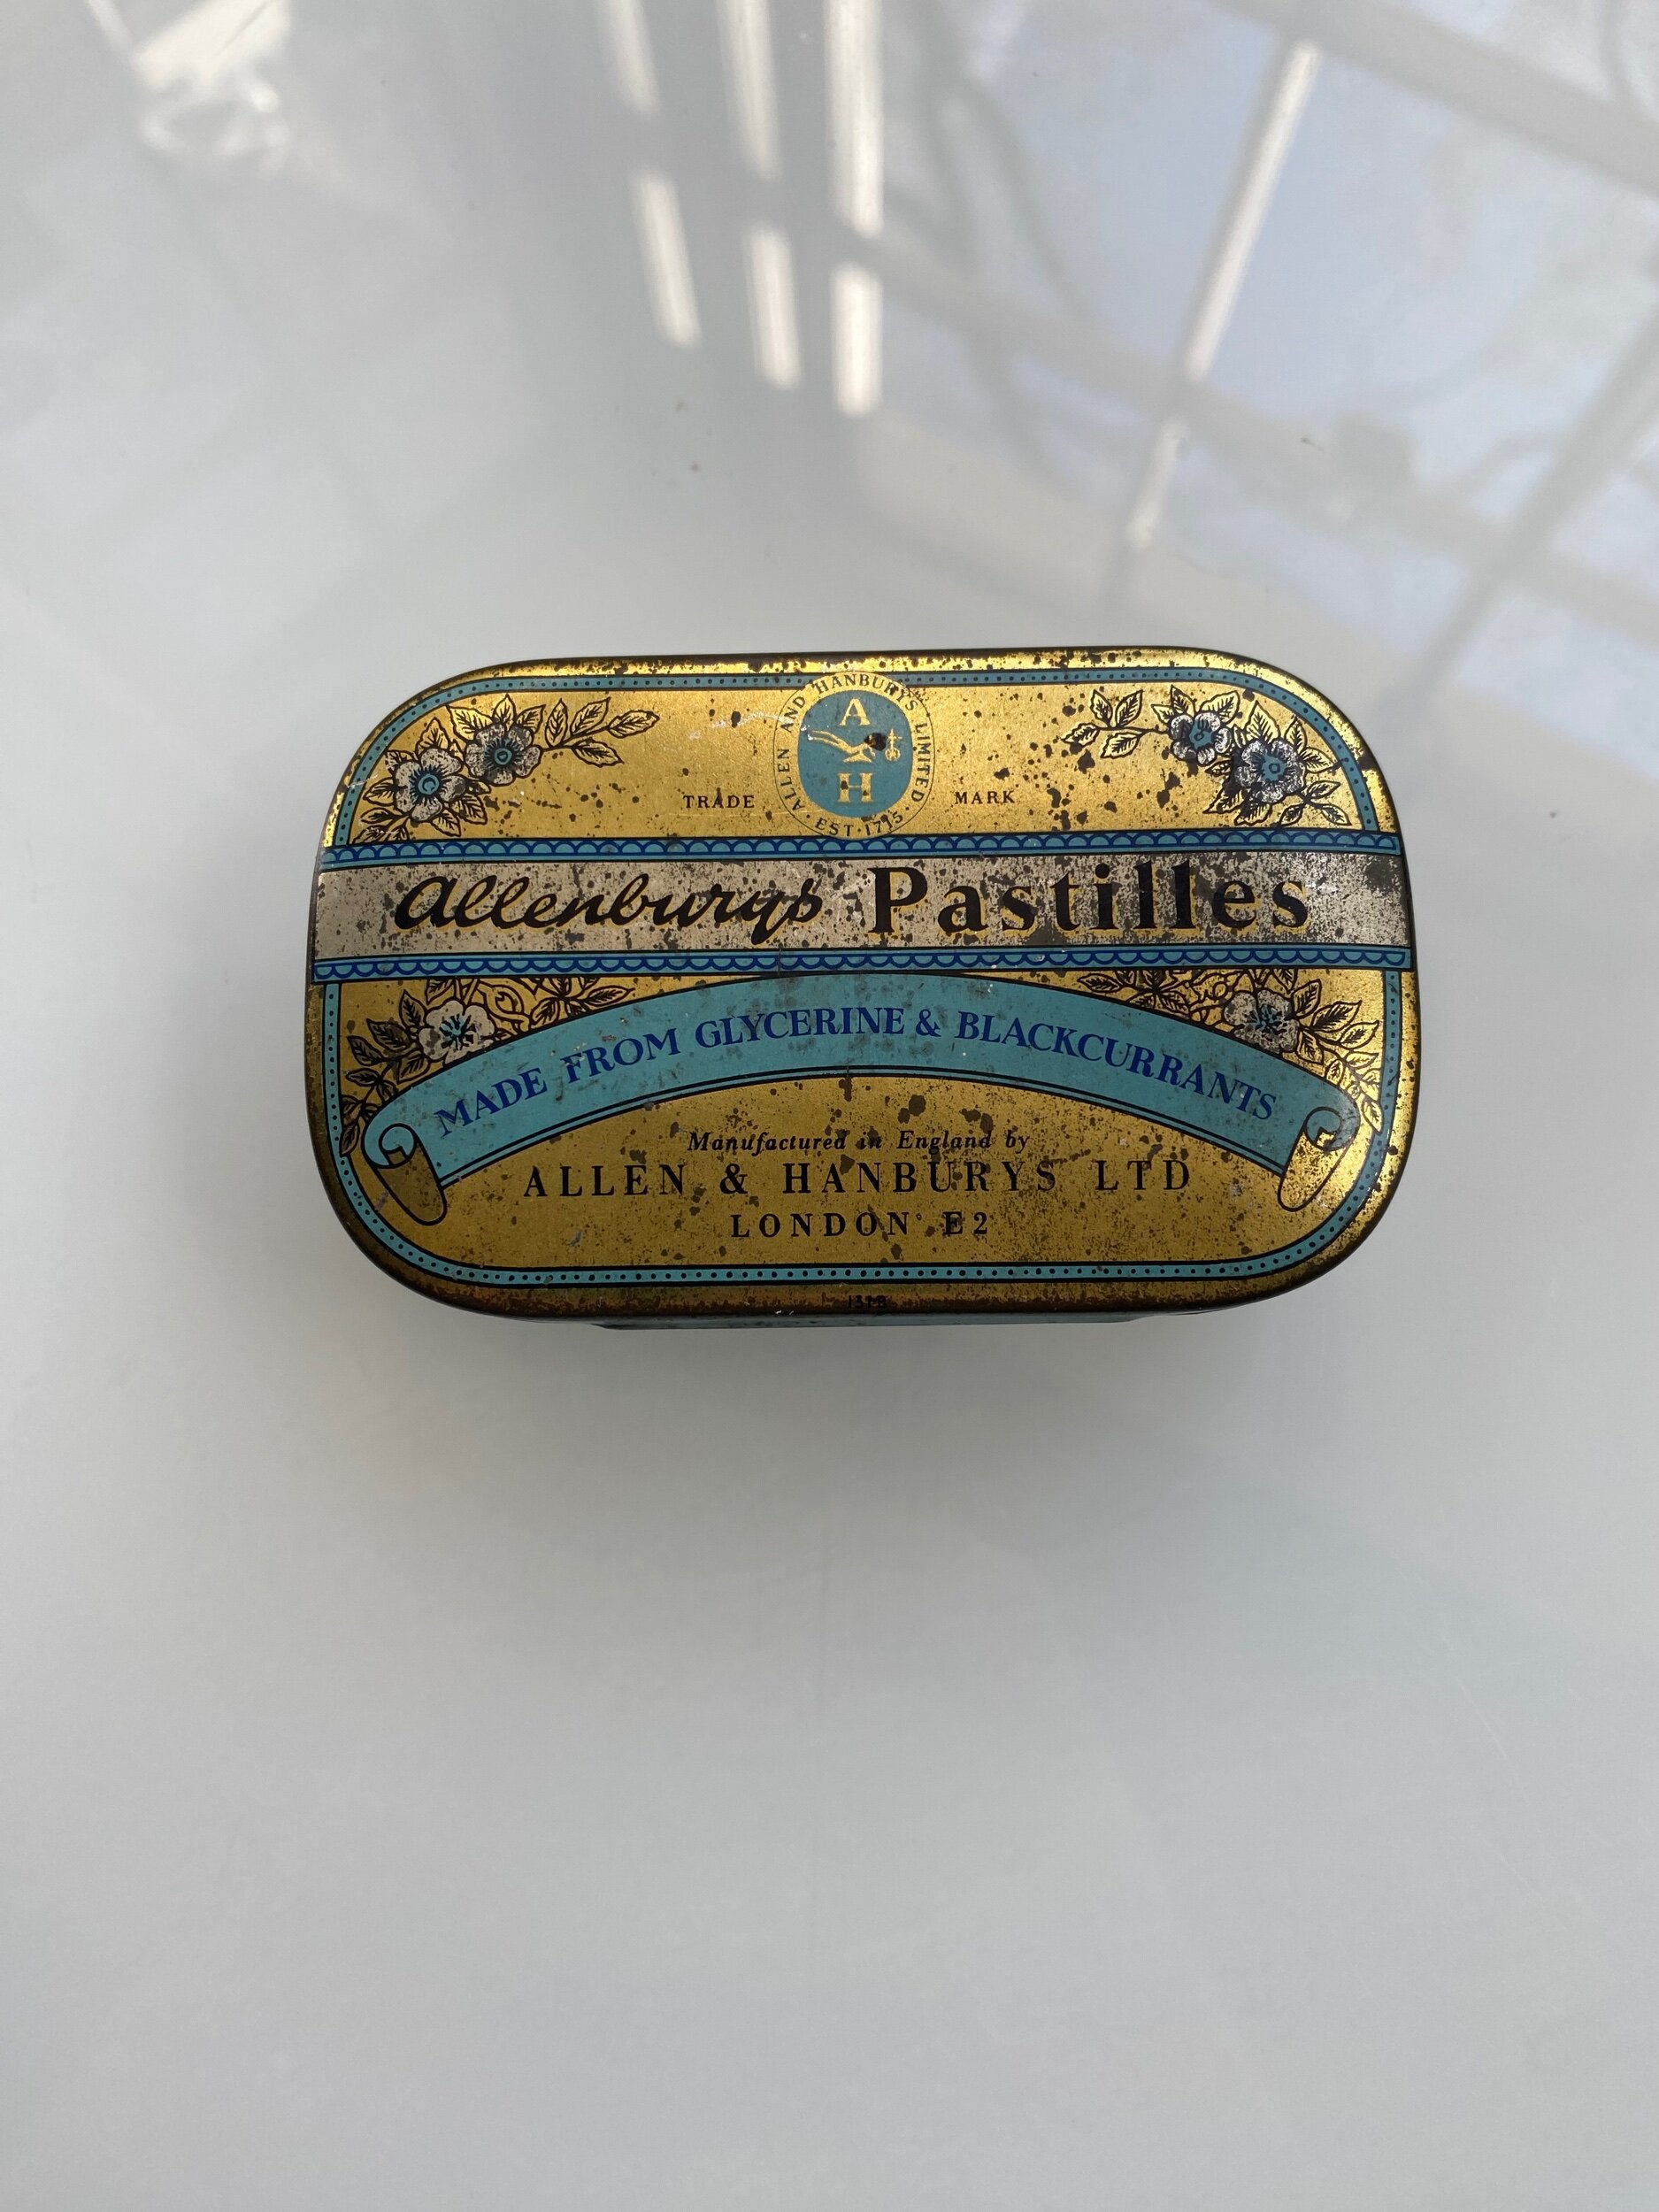 ALLEN AND HANBURYS LIMITED
A
H
· EST · 1715 ·
TRADE MARK
Allenburys Pastilles
MADE FROM GLYCERINE & BLACKCURRANTS
Manufactured in England by
ALLEN & HANBURYS LTD
LONDON E2